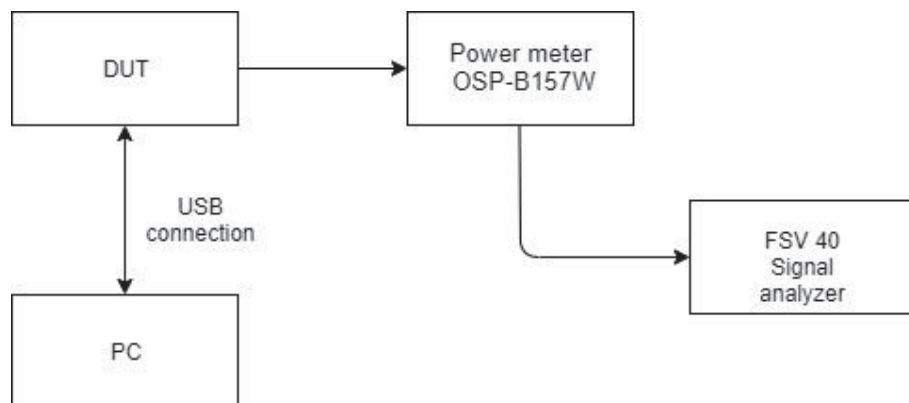 DUT
Power meter
OSP-B157W
USB
connection
FSV 40
Signal
analyzer
PC